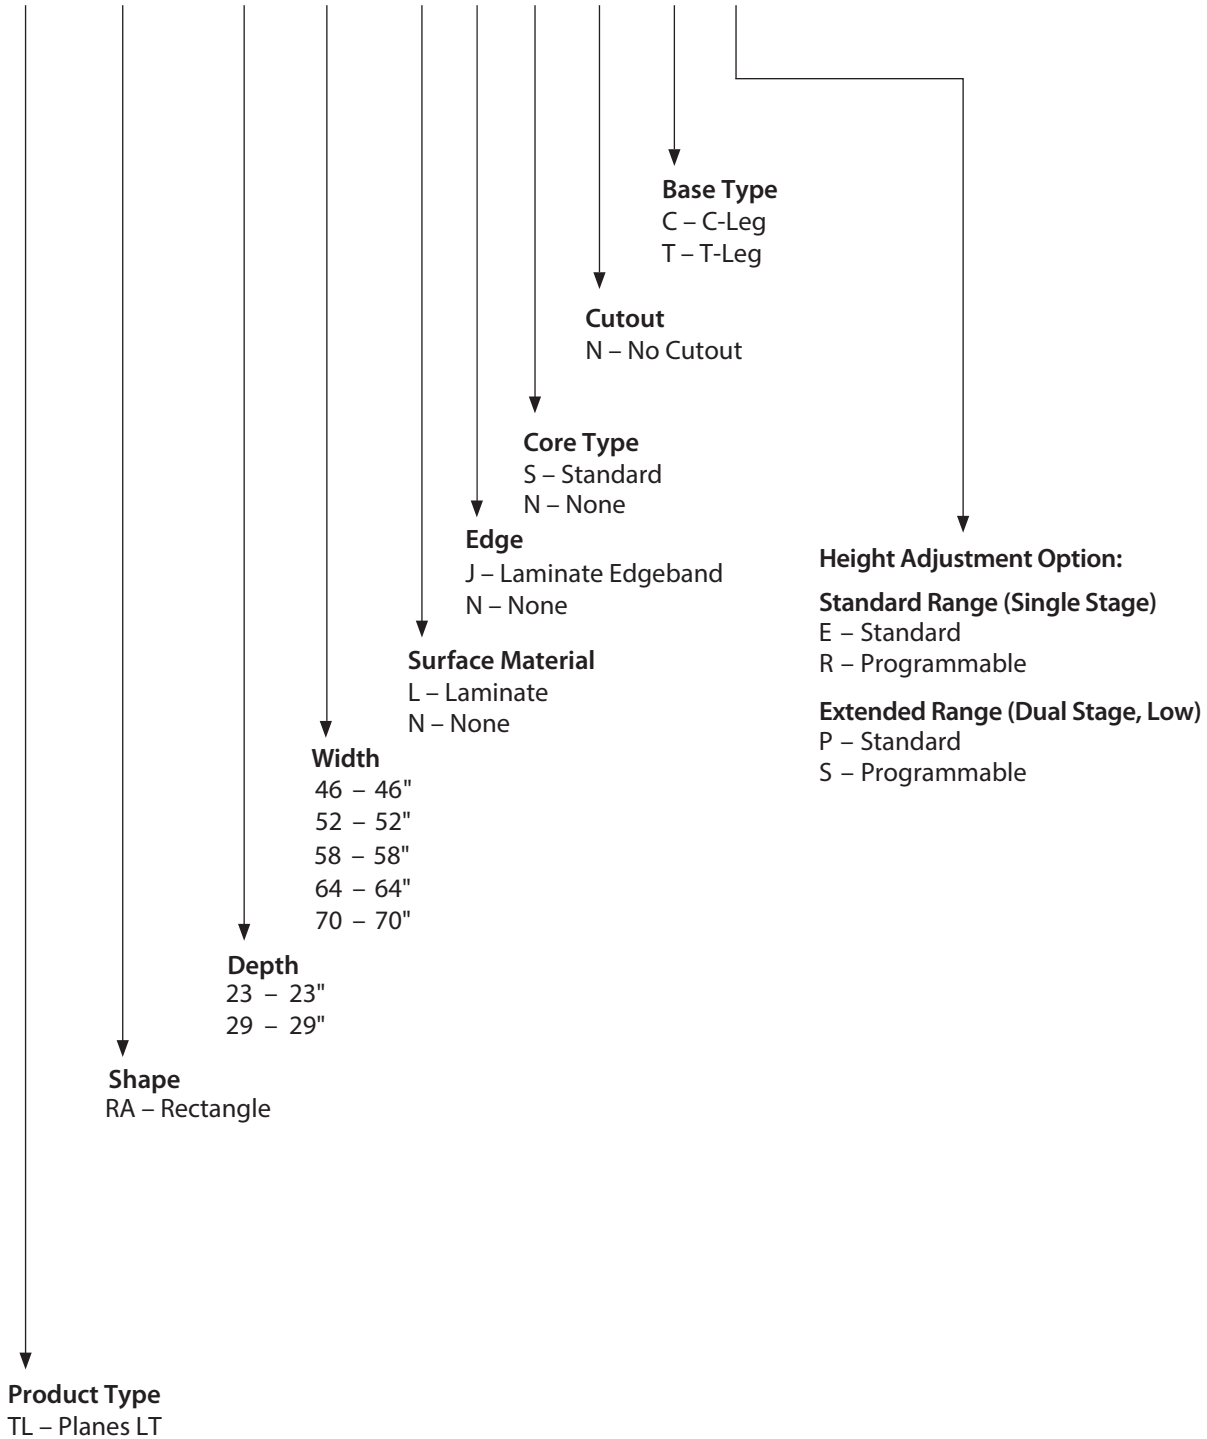 Base Type
C – C-Leg
T – T-Leg
Cutout
N – No Cutout
Core Type
S – Standard
N – None
Edge
J – Laminate Edgeband
N – None
Height Adjustment Option:
Standard Range (Single Stage)
E – Standard
R – Programmable
Extended Range (Dual Stage, Low)
P – Standard
S – Programmable
Surface Material
L – Laminate
N – None
Width
46 – 46"
52 – 52"
58 – 58"
64 – 64"
70 – 70"
Depth
23 – 23"
29 – 29"
Shape
RA – Rectangle
Product Type
TL – Planes LT